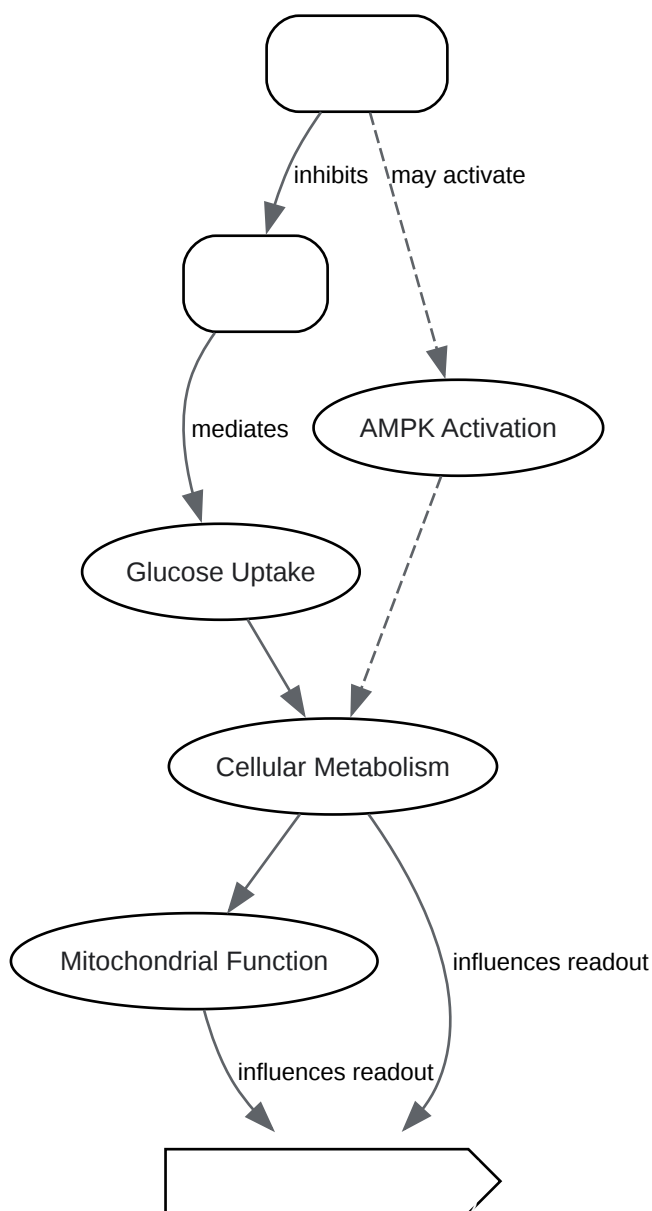 inhibits
may activate
mediates
AMPK Activation
Glucose Uptake
Cellular Metabolism
Mitochondrial Function
influences readout
influences readout